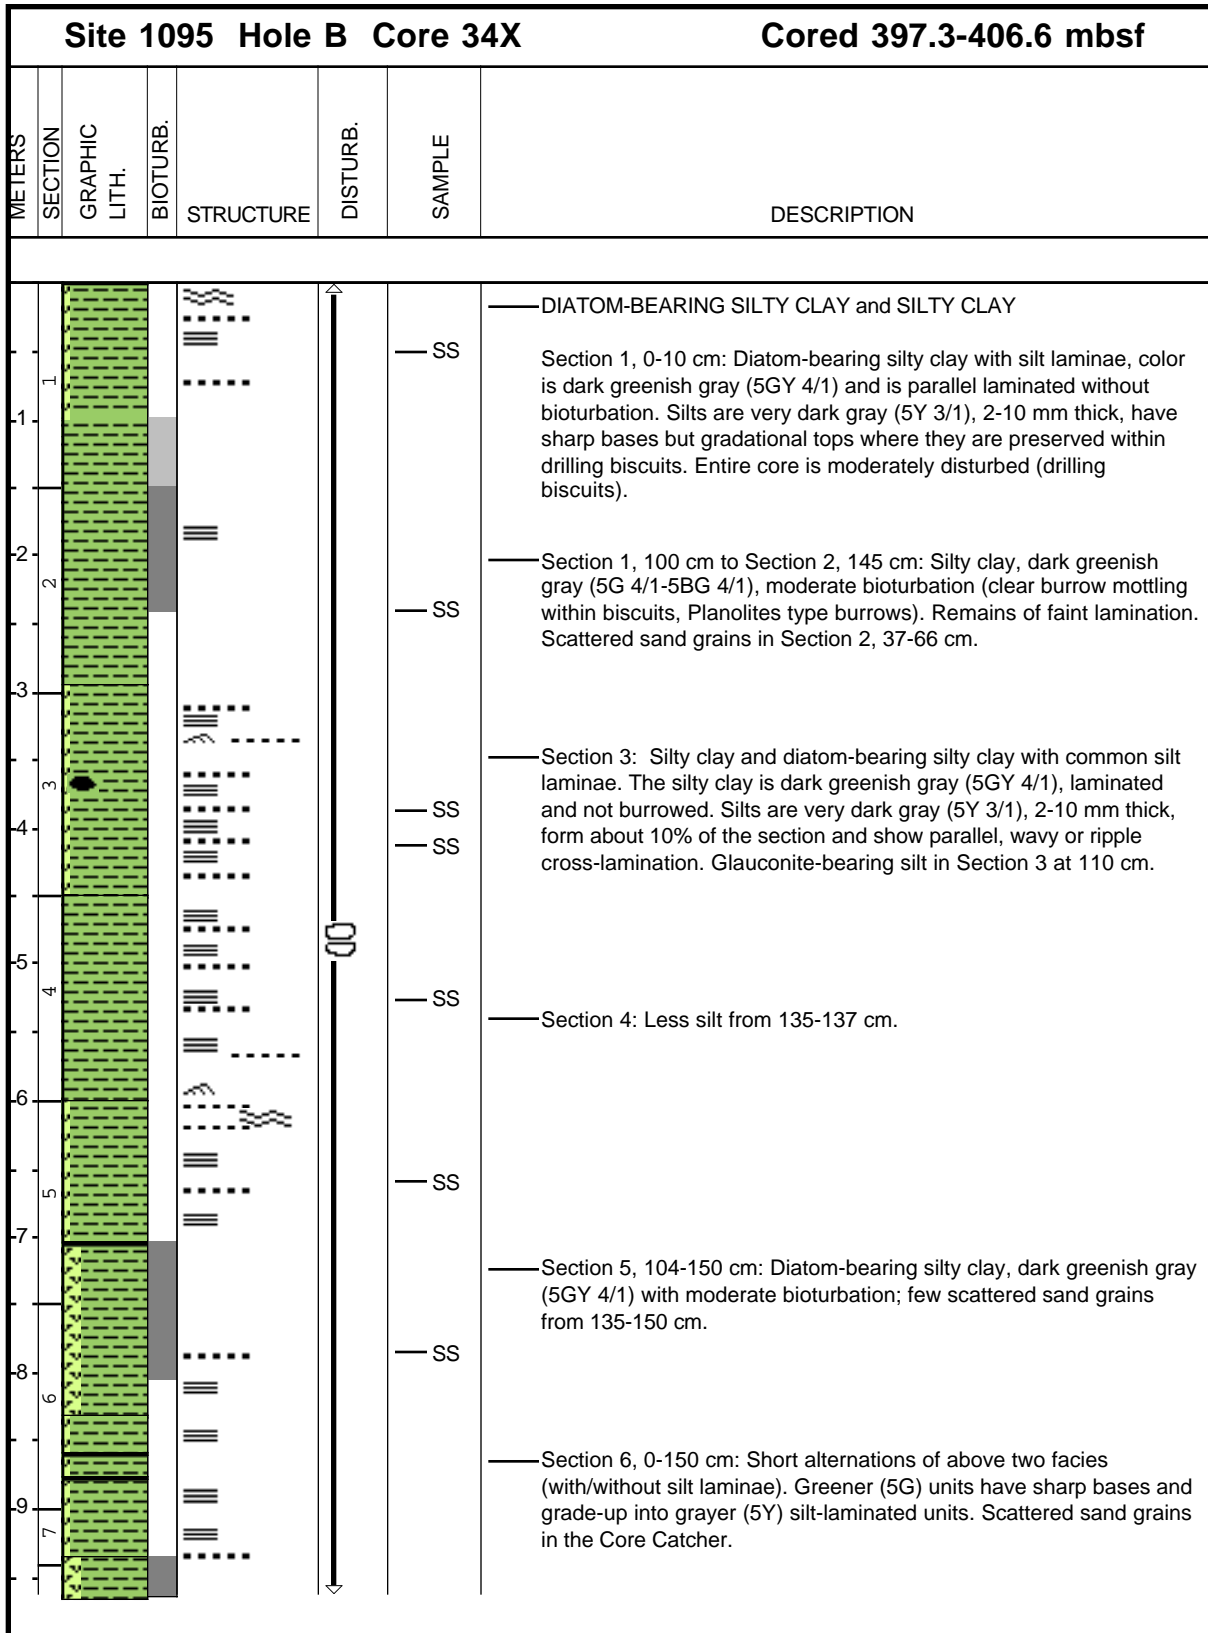 Site 1095 Hole B Core 34X Cored 397.3-406.6 mbsf
METERS
SECTION
GRAPHIC
LITH.
BIOTURB.
STRUCTURE
DISTURB.
SAMPLE
DESCRIPTION
DIATOM-BEARING SILTY CLAY and SILTY CLAY
SS
Section 1, 0-10 cm: Diatom-bearing silty clay with silt laminae, color
is dark greenish gray (5GY 4/1) and is parallel laminated without
bioturbation. Silts are very dark gray (5Y 3/1), 2-10 mm thick, have
sharp bases but gradational tops where they are preserved within
drilling biscuits. Entire core is moderately disturbed (drilling
biscuits).
1
1
2
2
Section 1, 100 cm to Section 2, 145 cm: Silty clay, dark greenish
gray (5G 4/1-5BG 4/1), moderate bioturbation (clear burrow mottling
within biscuits, Planolites type burrows). Remains of faint lamination.
Scattered sand grains in Section 2, 37-66 cm.
SS
3
3
Section 3: Silty clay and diatom-bearing silty clay with common silt
laminae. The silty clay is dark greenish gray (5GY 4/1), laminated
and not burrowed. Silts are very dark gray (5Y 3/1), 2-10 mm thick,
form about 10% of the section and show parallel, wavy or ripple
cross-lamination. Glauconite-bearing silt in Section 3 at 110 cm.
SS
4
SS
5
4
SS
Section 4: Less silt from 135-137 cm.
6
5
SS
7
Section 5, 104-150 cm: Diatom-bearing silty clay, dark greenish gray
(5GY 4/1) with moderate bioturbation; few scattered sand grains
from 135-150 cm.
SS
8
6
Section 6, 0-150 cm: Short alternations of above two facies
(with/without silt laminae). Greener (5G) units have sharp bases and
grade-up into grayer (5Y) silt-laminated units. Scattered sand grains
in the Core Catcher.
9
7